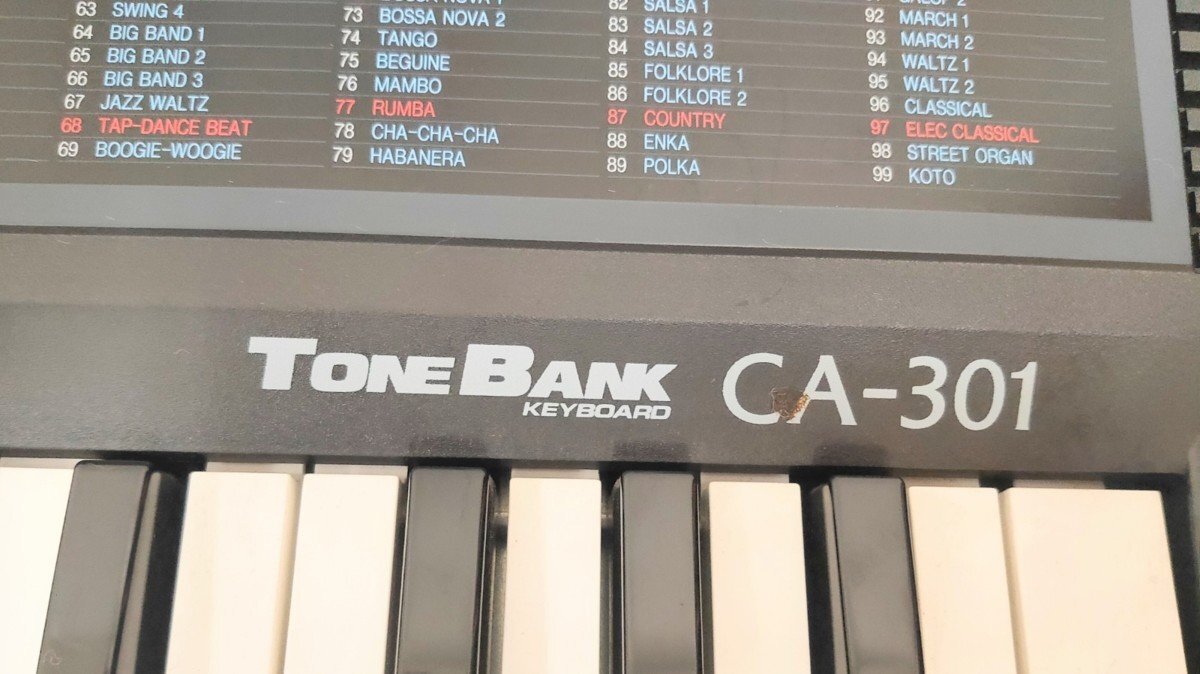 63 SWING 4
64 BIG BAND 1
65 BIG BAND 2
66 BIG BAND 3
67 JAZZ WALTZ
68 TAP-DANCE BEAT
69 BOOGIE-WOOGIE
73 BOSSA NOVA 2
74 TANGO
75 BEGUINE
76 MAMBO
77 RUMBA
78 CHA-CHA-CHA
79 HABANERA
82 SALSA 1
83 SALSA 2
84 SALSA 3
85 FOLKLORE 1
86 FOLKLORE 2
87 COUNTRY
88 ENKA
89 POLKA
92 MARCH 1
93 MARCH 2
94 WALTZ 1
95 WALTZ 2
96 CLASSICAL
97 ELEC CLASSICAL
98 STREET ORGAN
99 KOTO
TONEBANK
KEYBOARD
CA-301